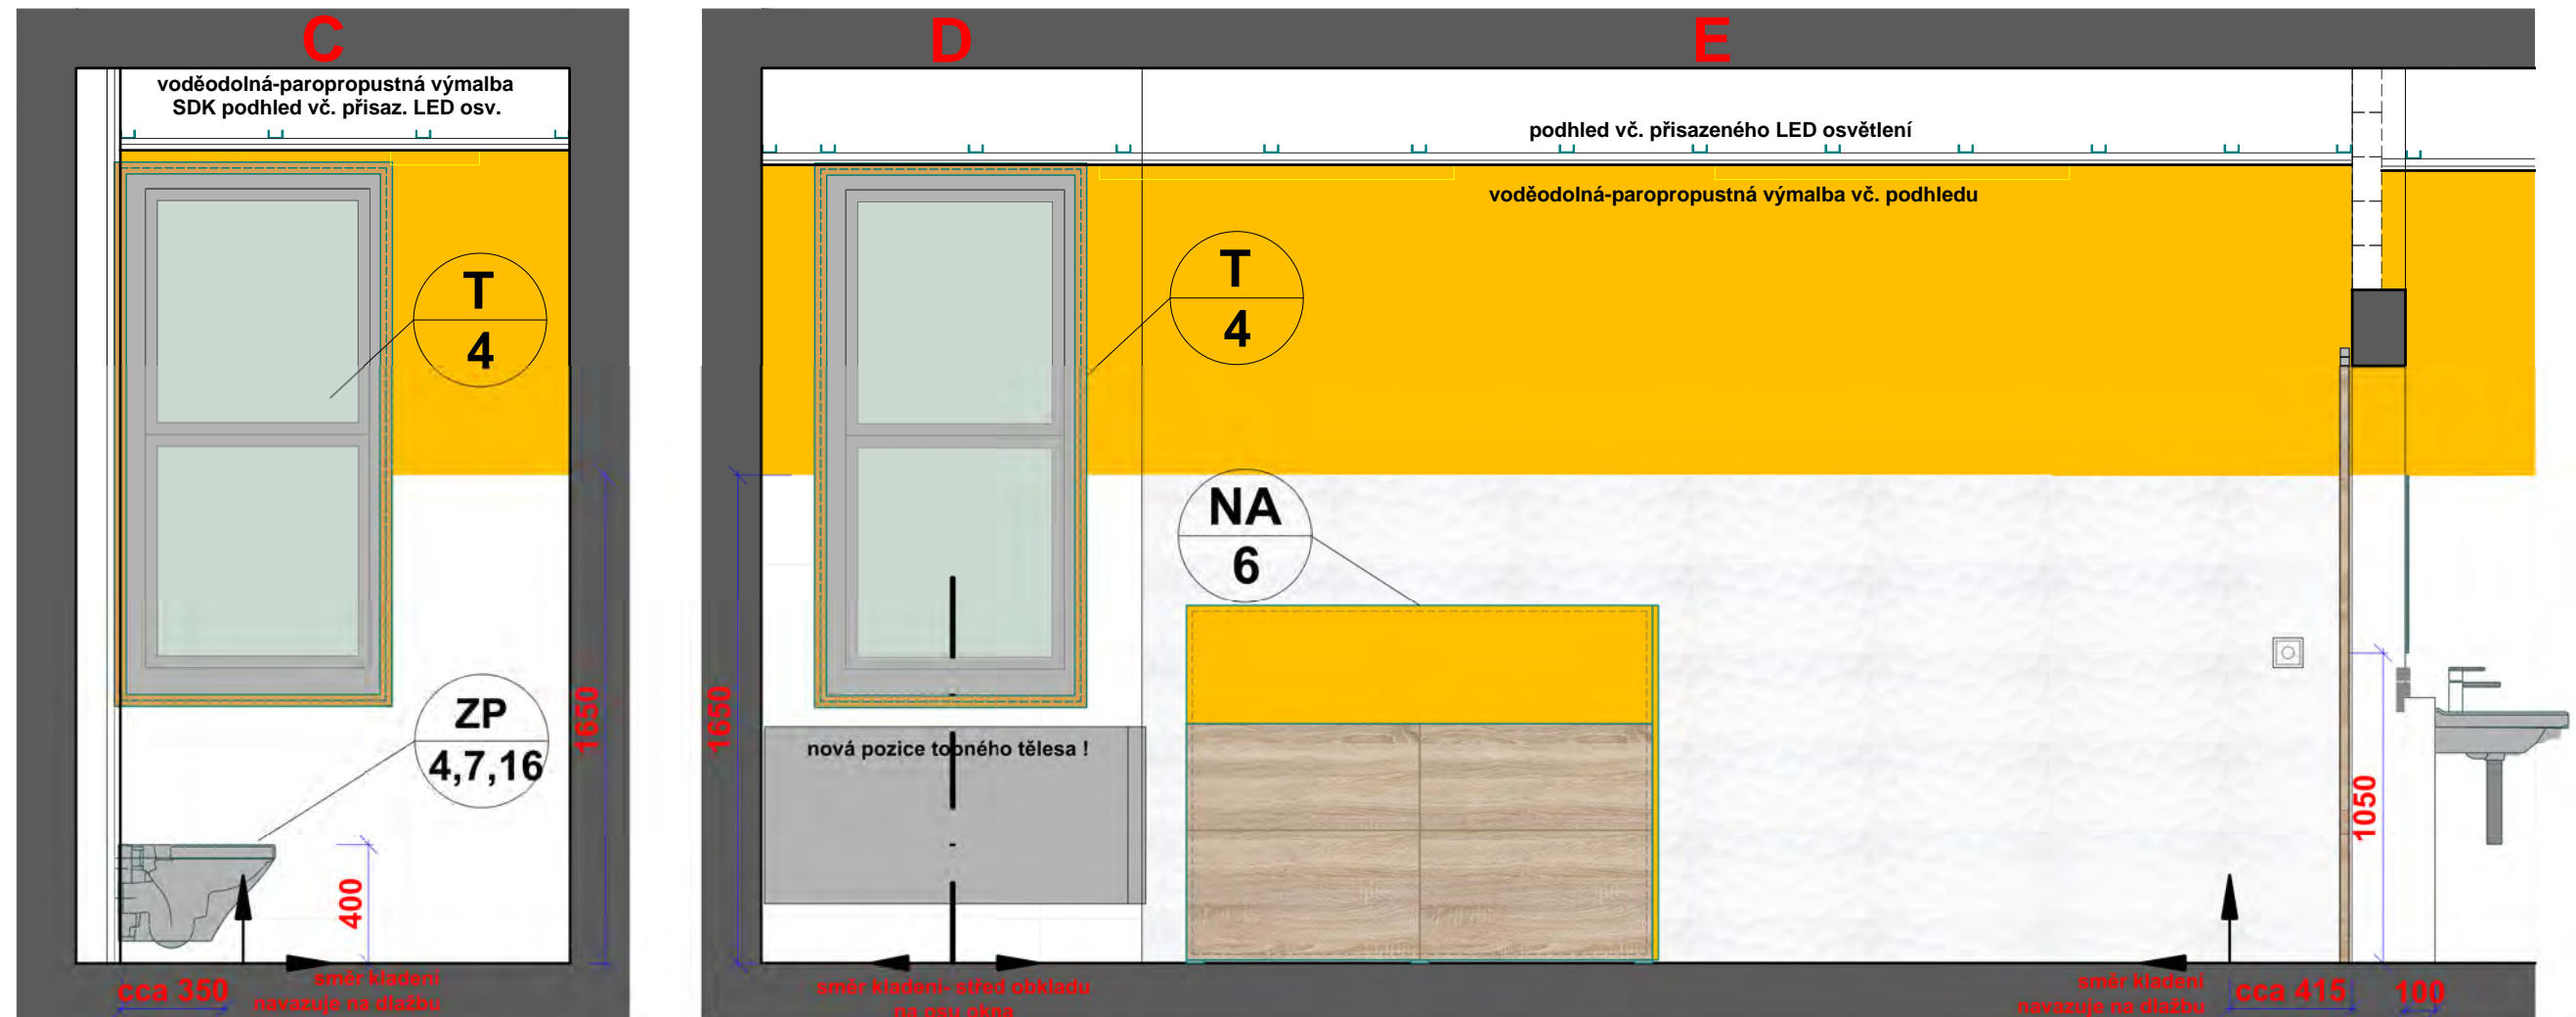 C
voděodolná-paropropustná výmalba
SDK podhled vč. přisaz. LED osv.
T
4
1650
ZP
4,7,16
400
cca 350
směr kladení
navazuje na dlažbu
D
E
podhled vč. přisazeného LED osvětlení
voděodolná-paropropustná výmalba vč. podhledu
T
4
NA
6
1650
nová pozice topného tělesa !
1050
směr kladení- střed obkladu
na osu okna
směr kladení
navazuje na dlažbu
cca 415
100